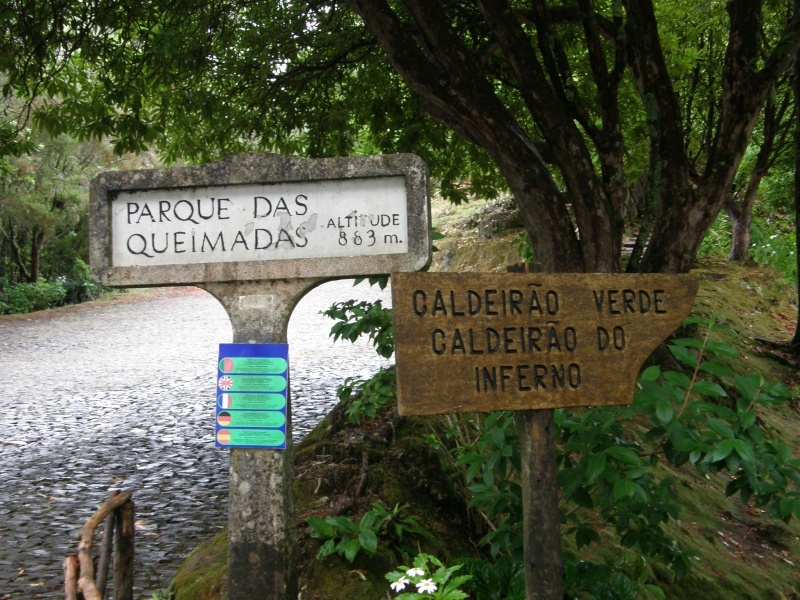 PARQUE DAS
QUEIMADAS
ALTITUDE
883 m.
CALDEIRÃO VERDE
CALDEIRÃO DO
INFERNO